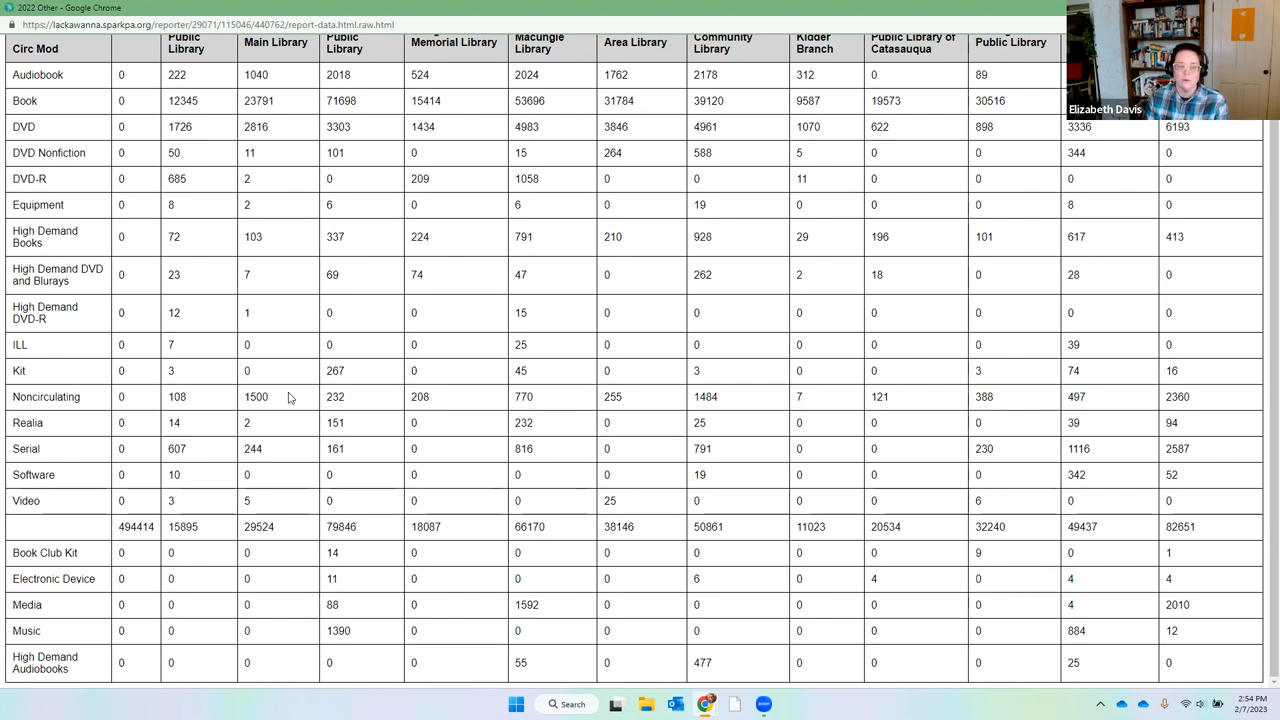 2022 Other - Google Chrome
https://lackawanna.sparkpa.org/reporter/29071/115046/440762/report-data.html.raw.html
Circ Mod Public Library Main Library Public Library Memorial Library Macungie Library Area Library Community Library Kidder Branch Public Library of Catasauqua Public Library
Audiobook 0 222 1040 2018 524 2024 1762 2178 312 0 89
Book 0 12345 23791 71698 15414 53696 31784 39120 9587 19573 30516
Elizabeth Davis
DVD 0 1726 2816 3303 1434 4983 3846 4961 1070 622 898 3336 6193
DVD Nonfiction 0 50 11 101 0 15 264 588 5 0 0 344 0
DVD-R 0 685 2 0 209 1058 0 0 11 0 0 0 0
Equipment 0 8 2 6 0 6 0 19 0 0 0 8 0
High Demand Books 0 72 103 337 224 791 210 928 29 196 101 617 413
High Demand DVD and Blurays 0 23 7 69 74 47 0 262 2 18 0 28 0
High Demand DVD-R 0 12 1 0 0 15 0 0 0 0 0 0 0
ILL 0 7 0 0 0 25 0 0 0 0 0 39 0
Kit 0 3 0 267 0 45 0 3 0 0 3 74 16
Noncirculating 0 108 1500 232 208 770 255 1484 7 121 388 497 2360
Realia 0 14 2 151 0 232 0 25 0 0 0 39 94
Serial 0 607 244 161 0 816 0 791 0 0 230 1116 2587
Software 0 10 0 0 0 0 0 19 0 0 0 342 52
Video 0 3 5 0 0 0 25 0 0 0 6 0 0
494414 15895 29524 79846 18087 66170 38146 50861 11023 20534 32240 49437 82651
Book Club Kit 0 0 0 14 0 0 0 0 0 0 9 0 1
Electronic Device 0 0 0 11 0 0 0 6 0 4 0 4 4
Media 0 0 0 88 0 1592 0 0 0 0 0 4 2010
Music 0 0 0 1390 0 0 0 0 0 0 0 884 12
High Demand Audiobooks 0 0 0 0 0 55 0 477 0 0 0 25 0
Search
zoom
2:54 PM
2/7/2023